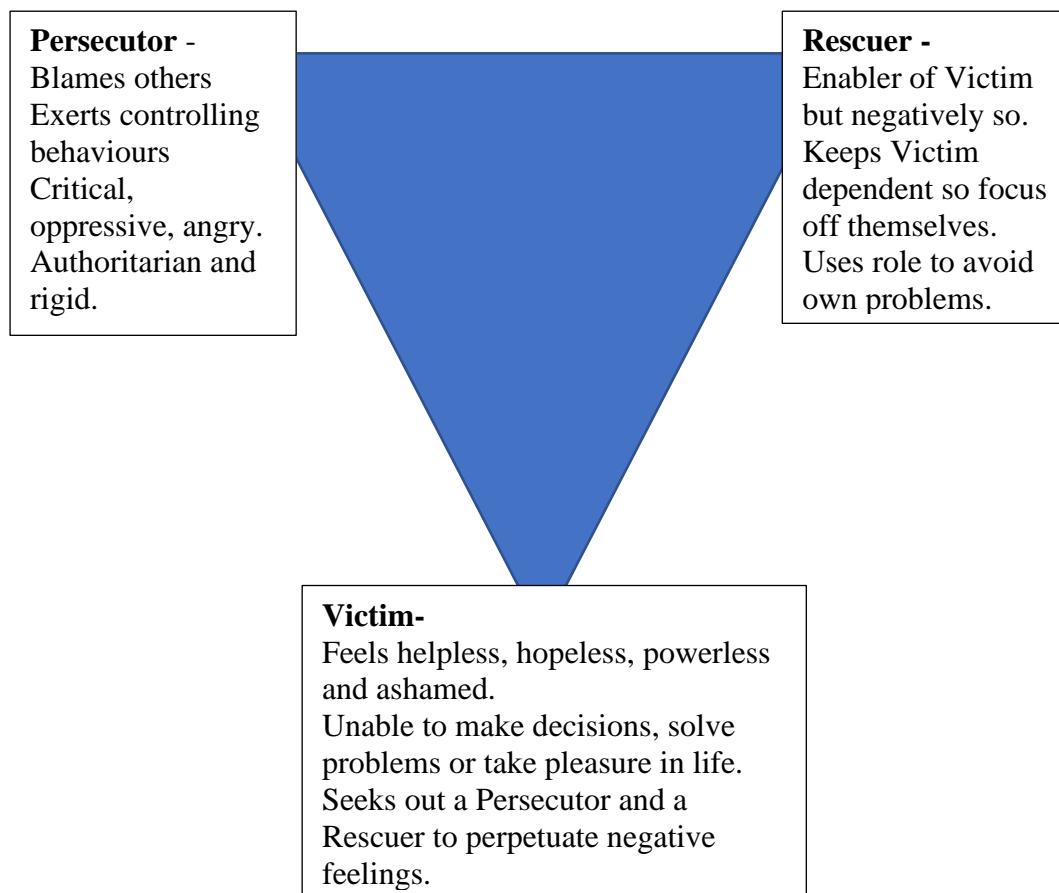 Persecutor -
Blames others
Exerts controlling
behaviours
Critical,
oppressive, angry.
Authoritarian and
rigid.
Rescuer -
Enabler of Victim
but negatively so.
Keeps Victim
dependent so focus
off themselves.
Uses role to avoid
own problems.
Victim-
Feels helpless, hopeless, powerless
and ashamed.
Unable to make decisions, solve
problems or take pleasure in life.
Seeks out a Persecutor and a
Rescuer to perpetuate negative
feelings.